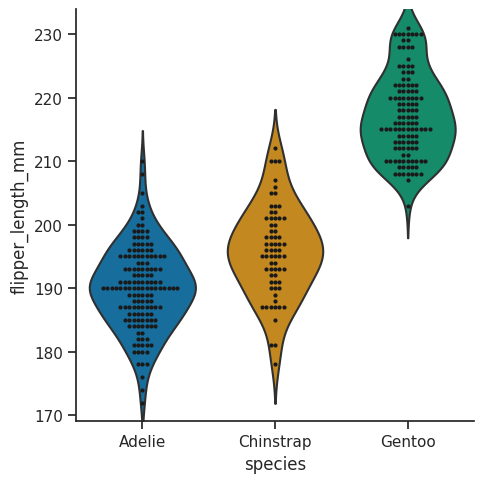 230
220
210
200
190
180
170
flipper_length_mm
Adelie
Chinstrap
Gentoo
species